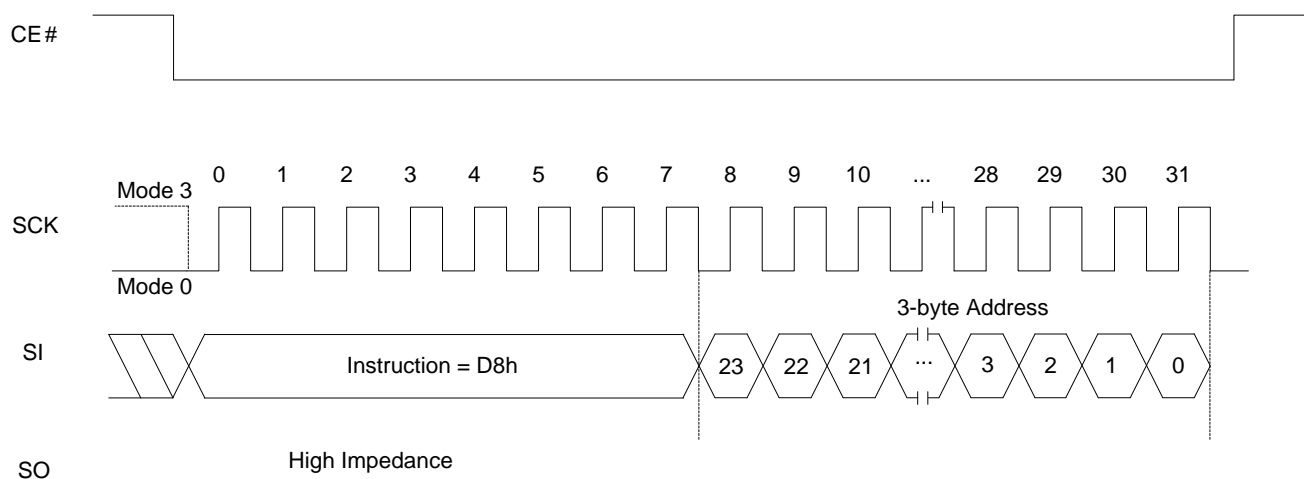 CE#
0 1 2 3 4 5 6 7 8 9 10 ... 28 29 30 31
Mode 3
SCK
Mode 0
3-byte Address
SI
Instruction = D8h
23 22 21 ... 3 2 1 0
High Impedance
SO